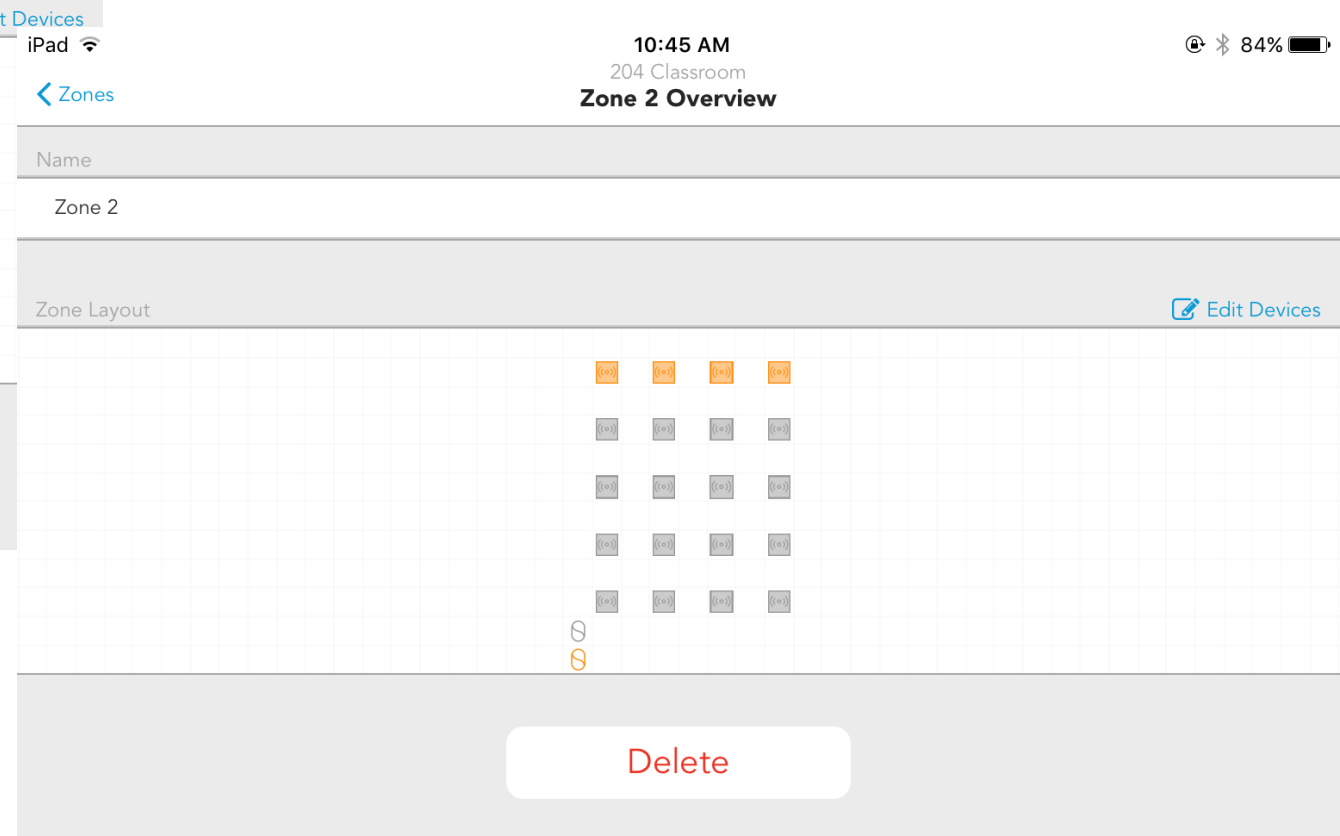 t Devices
iPad 10:45 AM 84%
204 Classroom
Zones
Zone 2 Overview
Name
Zone 2
Zone Layout Edit Devices
Delete